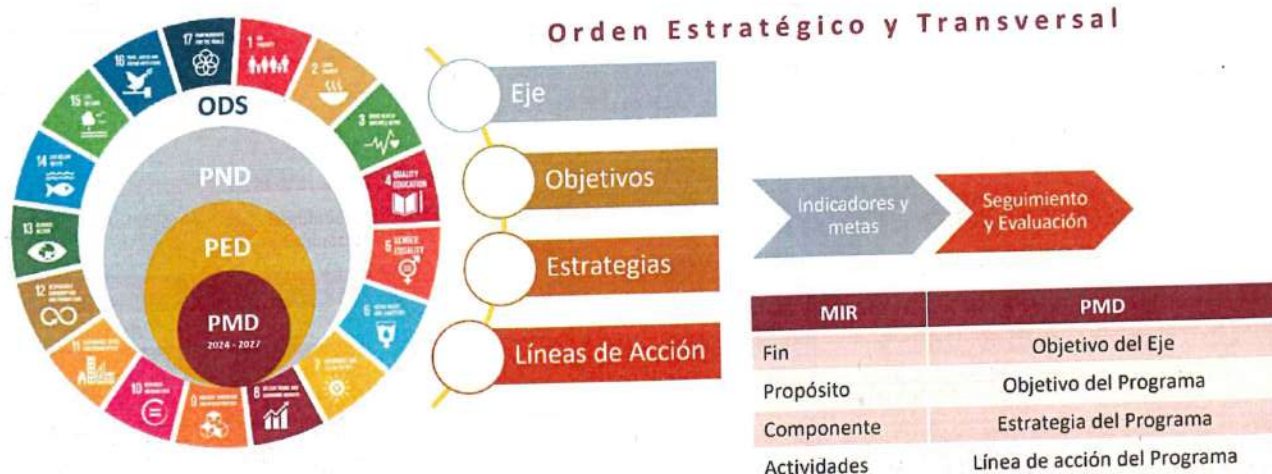 Orden Estratégico y Transversal
ODS
PND
PED
PMD
2024 - 2027
1
2
3
4 QUALITY
EDUCATION
5 GENDER
EQUALITY
6
7
8
9
10
11
12
13
14
15
16
17
Eje
Objetivos
Estrategias
Líneas de Acción
Indicadores y
metas
Seguimiento
y Evaluación
MIR PMD
Fin Objetivo del Eje
Propósito Objetivo del Programa
Componente Estrategia del Programa
Actividades Línea de acción del Programa